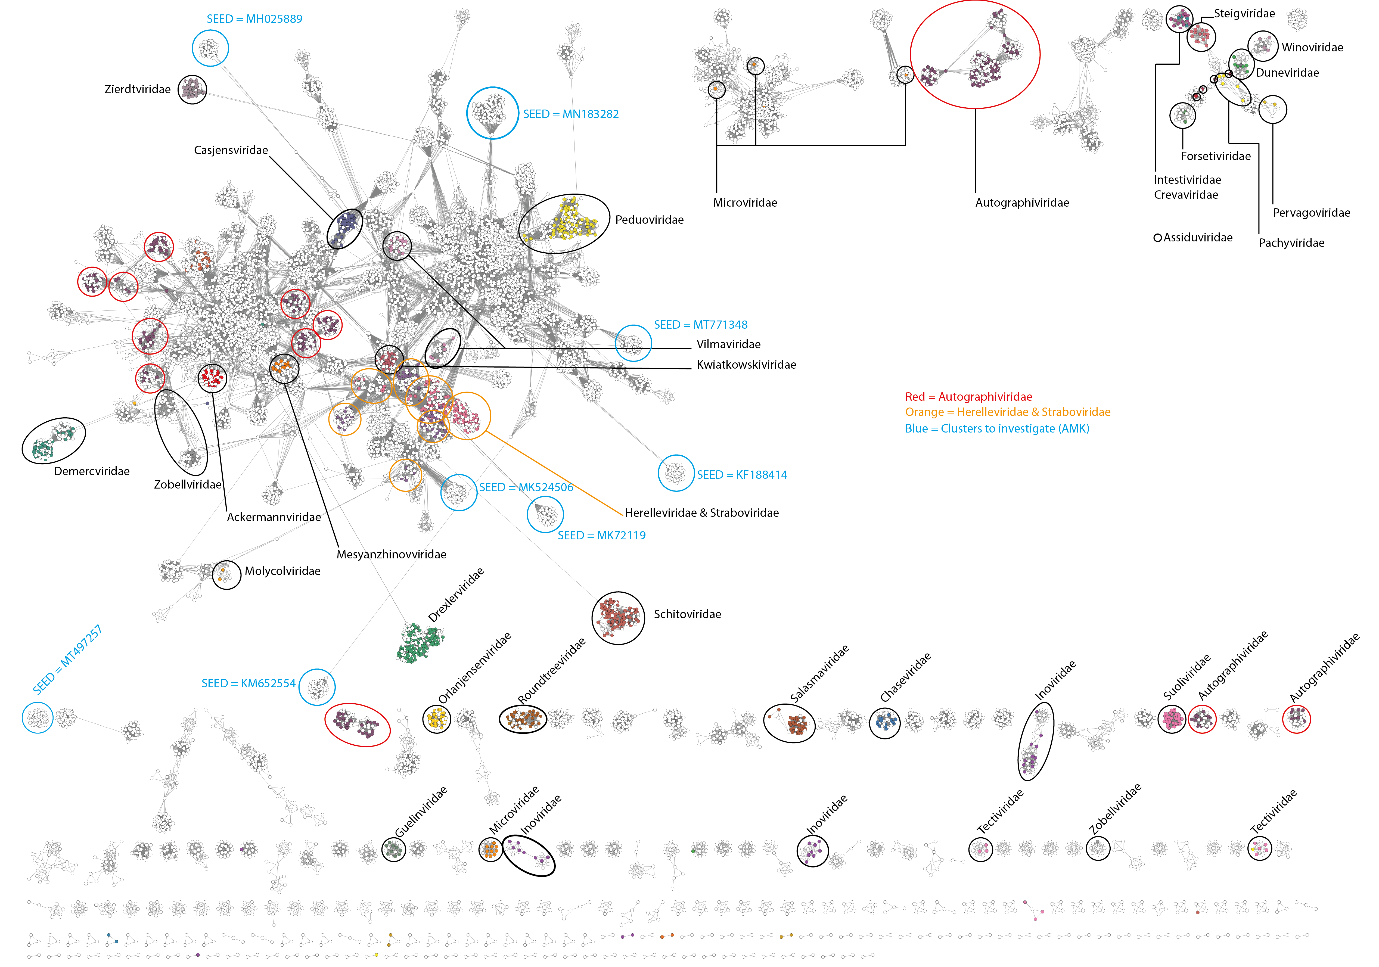 SEED = MH025889
Zierdtviridae
SEED = MN183282
Casjensviridae
Peduoviridae
Microviridae
Autographiviridae
Steigviridae
Winoviridae
Duneviridae
Forsetiviridae
Intestiviridae
Crevaviridae
Pervagoviridae
Assiduviridae
Pachyviridae
SEED = MT771348
Vilmaviridae
Kwiatkowskiviridae
Red = Autographiviridae
Orange = Herelleviridae & Straboviridae
Blue = Clusters to investigate (AMK)
Demercviridae
Zobellviridae
SEED = KF188414
SEED = MK524506
Ackermannviridae
Herelleviridae & Straboviridae
SEED = MK72119
Mesyanzhinovviridae
Molycolviridae
Drexlerviridae
Schitoviridae
SEED = MT497257
SEED = KM652554
Orlanjensenviridae
Roundtreeviridae
Salasmaviridae
Chaseviridae
Inoviridae
Suoliviridae
Autographiviridae
Autographiviridae
Guelinviridae
Microviridae
Inoviridae
Inoviridae
Tectiviridae
Zobellviridae
Tectiviridae